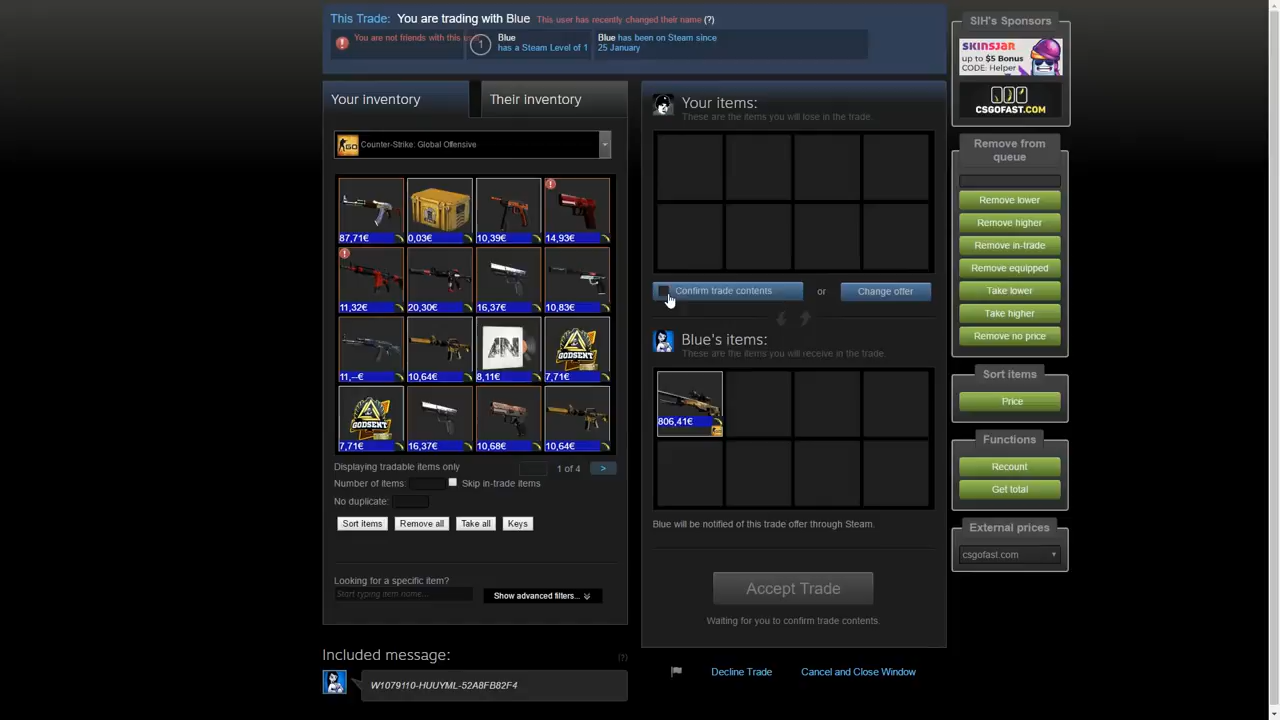 This Trade: You are trading with Blue This user has recently changed their name (?)
You are not friends with this us
1
Blue
has a Steam Level of 1
Blue has been on Steam since
25 January
Your inventory
Their inventory
Counter-Strike: Global Offensive
GO
87,71€
0,03€
10,39€
14,93€
11,32€
20,30€
16,37€
10,83€
11,--€
10,64€
AN
8,11€
GODSENT
7,71€
GODSENT
7,71€
16,37€
10,68€
10,64€
Displaying tradable items only
1 of 4
>
Number of items:
Skip in-trade items
No duplicate:
Sort items
Remove all
Take all
Keys
Looking for a specific item?
Start typing item name...
Show advanced filters...
Included message:
(?)
W1079110-HUUYML-52A8FB82F4
Your items:
These are the items you will lose in the trade.
Confirm trade contents
or
Change offer
Blue's items:
These are the items you will receive in the trade.
806,41€
Blue will be notified of this trade offer through Steam.
Accept Trade
Waiting for you to confirm trade contents.
Decline Trade
Cancel and Close Window
SIH's Sponsors
SKINSJAR
up to $5 Bonus
CODE: Helper
CSGOFAST.COM
Remove from
queue
Remove lower
Remove higher
Remove in-trade
Remove equipped
Take lower
Take higher
Remove no price
Sort items
Price
Functions
Recount
Get total
External prices
csgofast.com